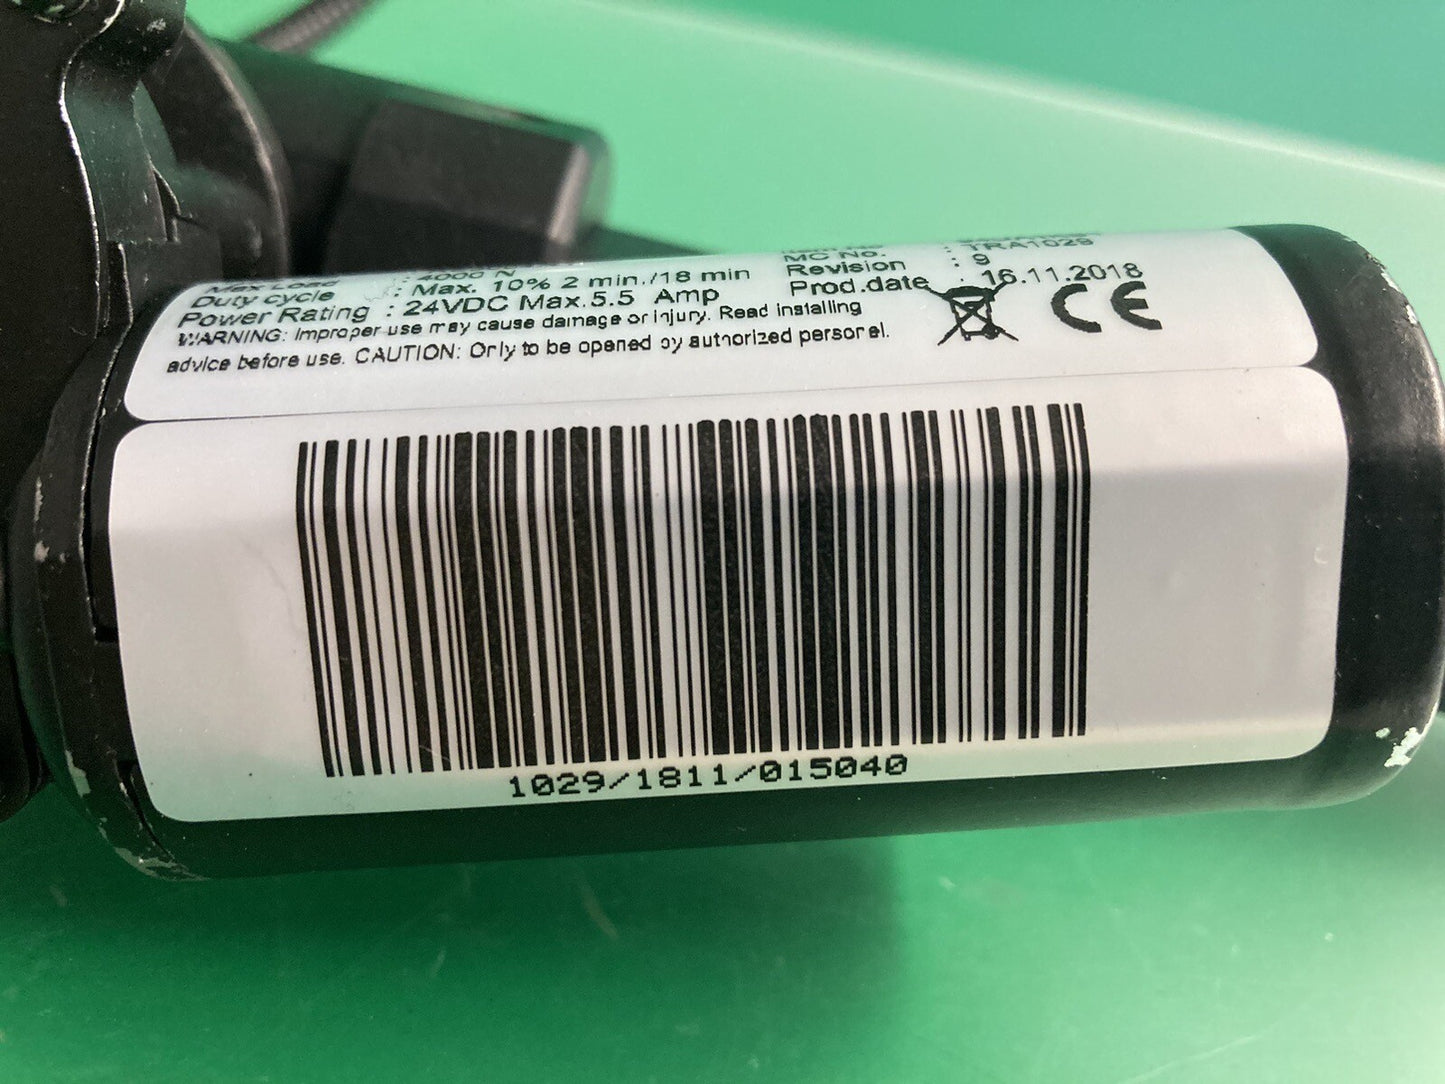 Max Load : 4000 N
Duty cycle : Max. 10% 2 min./18 min
Power Rating : 24VDC Max.5.5 Amp
WARNING: Improper use may cause damage or injury. Read installing
advice before use. CAUTION: Only to be opened by authorized personel.
MC No. : TRA1029
Revision : 9
Prod.date : 16.11.2018
CE
1029/1811/015040